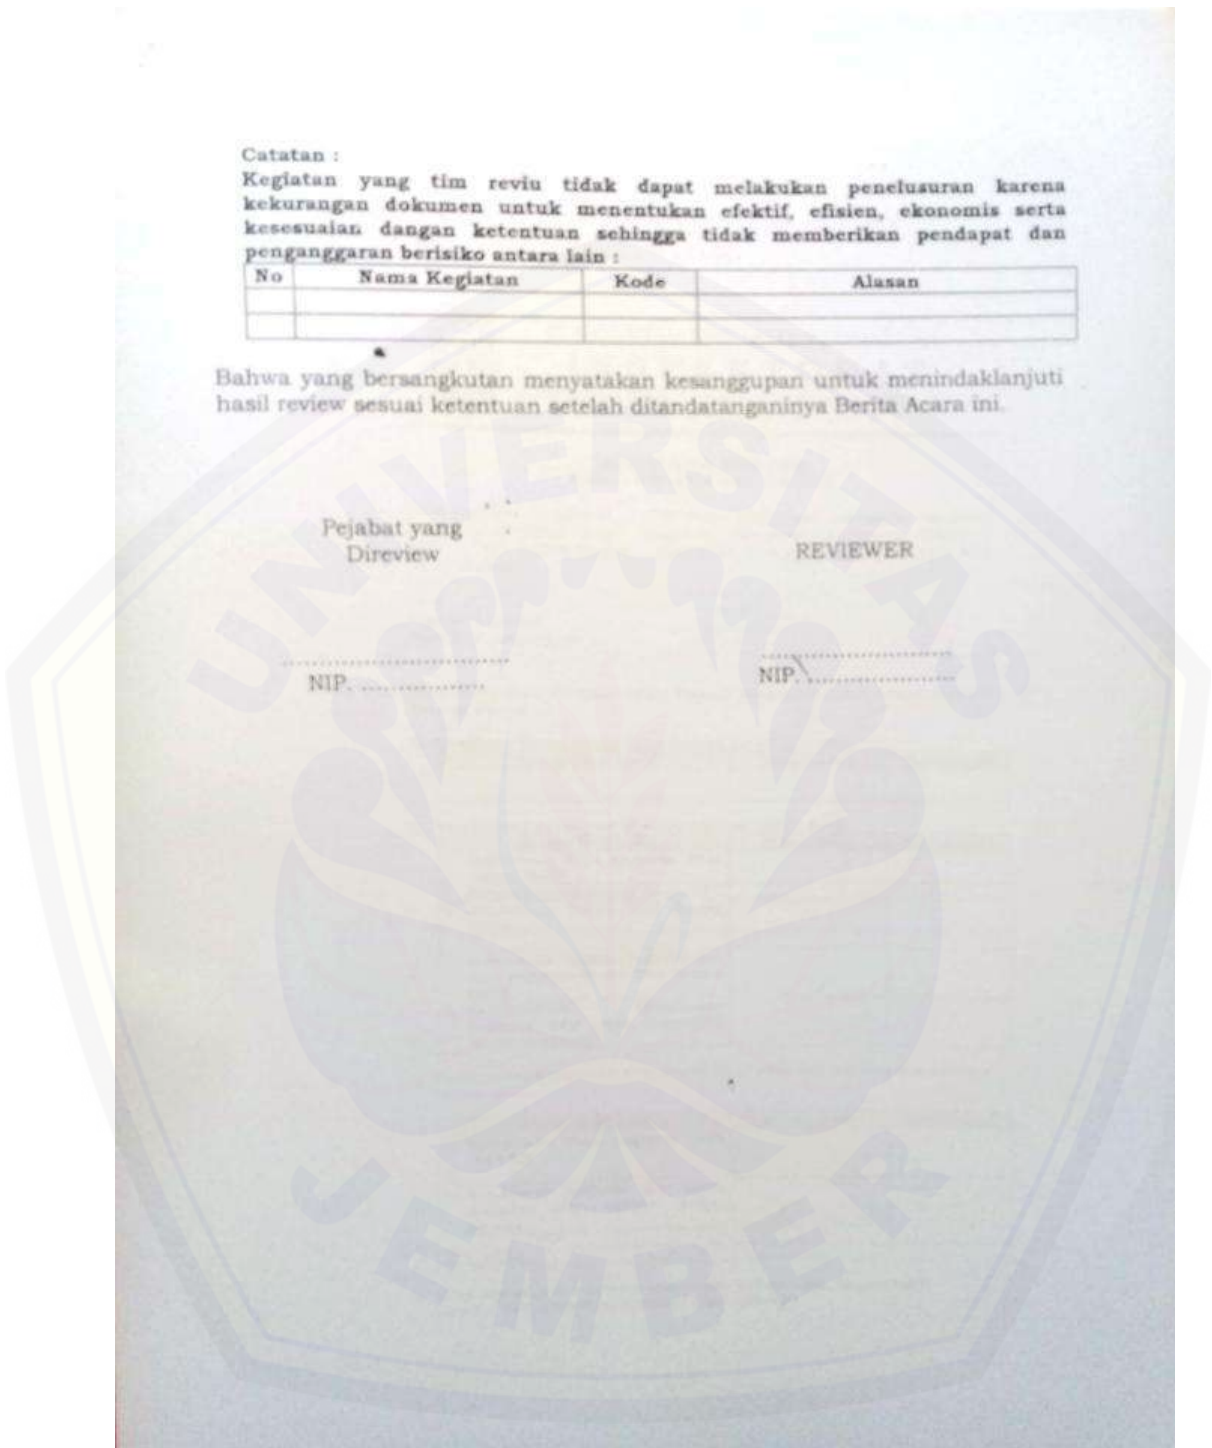 Catatan :
Kegiatan yang tim reviu tidak dapat melakukan penelusuran karena
kekurangan dokumen untuk menentukan efektif, efisien, ekonomis serta
kesesuaian dangan ketentuan sehingga tidak memberikan pendapat dan
penganggaran berisiko antara lain :
No Nama Kegiatan Kode Alasan
Bahwa yang bersangkutan menyatakan kesanggupan untuk menindaklanjuti
hasil review sesuai ketentuan setelah ditandatanganinya Berita Acara ini.
Pejabat yang
Direview
REVIEWER
NIP. ..................
NIP. ......................
UNIVERSITAS
JEMBER